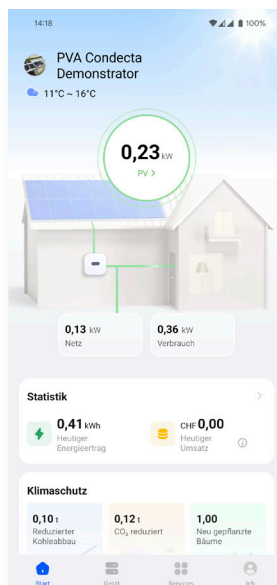 14:18
100%
PVA Condecta
Demonstrator
11°C ~ 16°C
0,23 kW
PV >
0,13 kW
Netz
0,36 kW
Verbrauch
Statistik
0,41 kWh
Heutiger
Energieertrag
CHF 0,00
Heutiger
Umsatz
Klimaschutz
0,10 t
Reduzierter
Kohleabbau
0,12 t
CO₂ reduziert
1,00
Neu gepflanzte
Bäume
Start
Gerät
Services
Ich